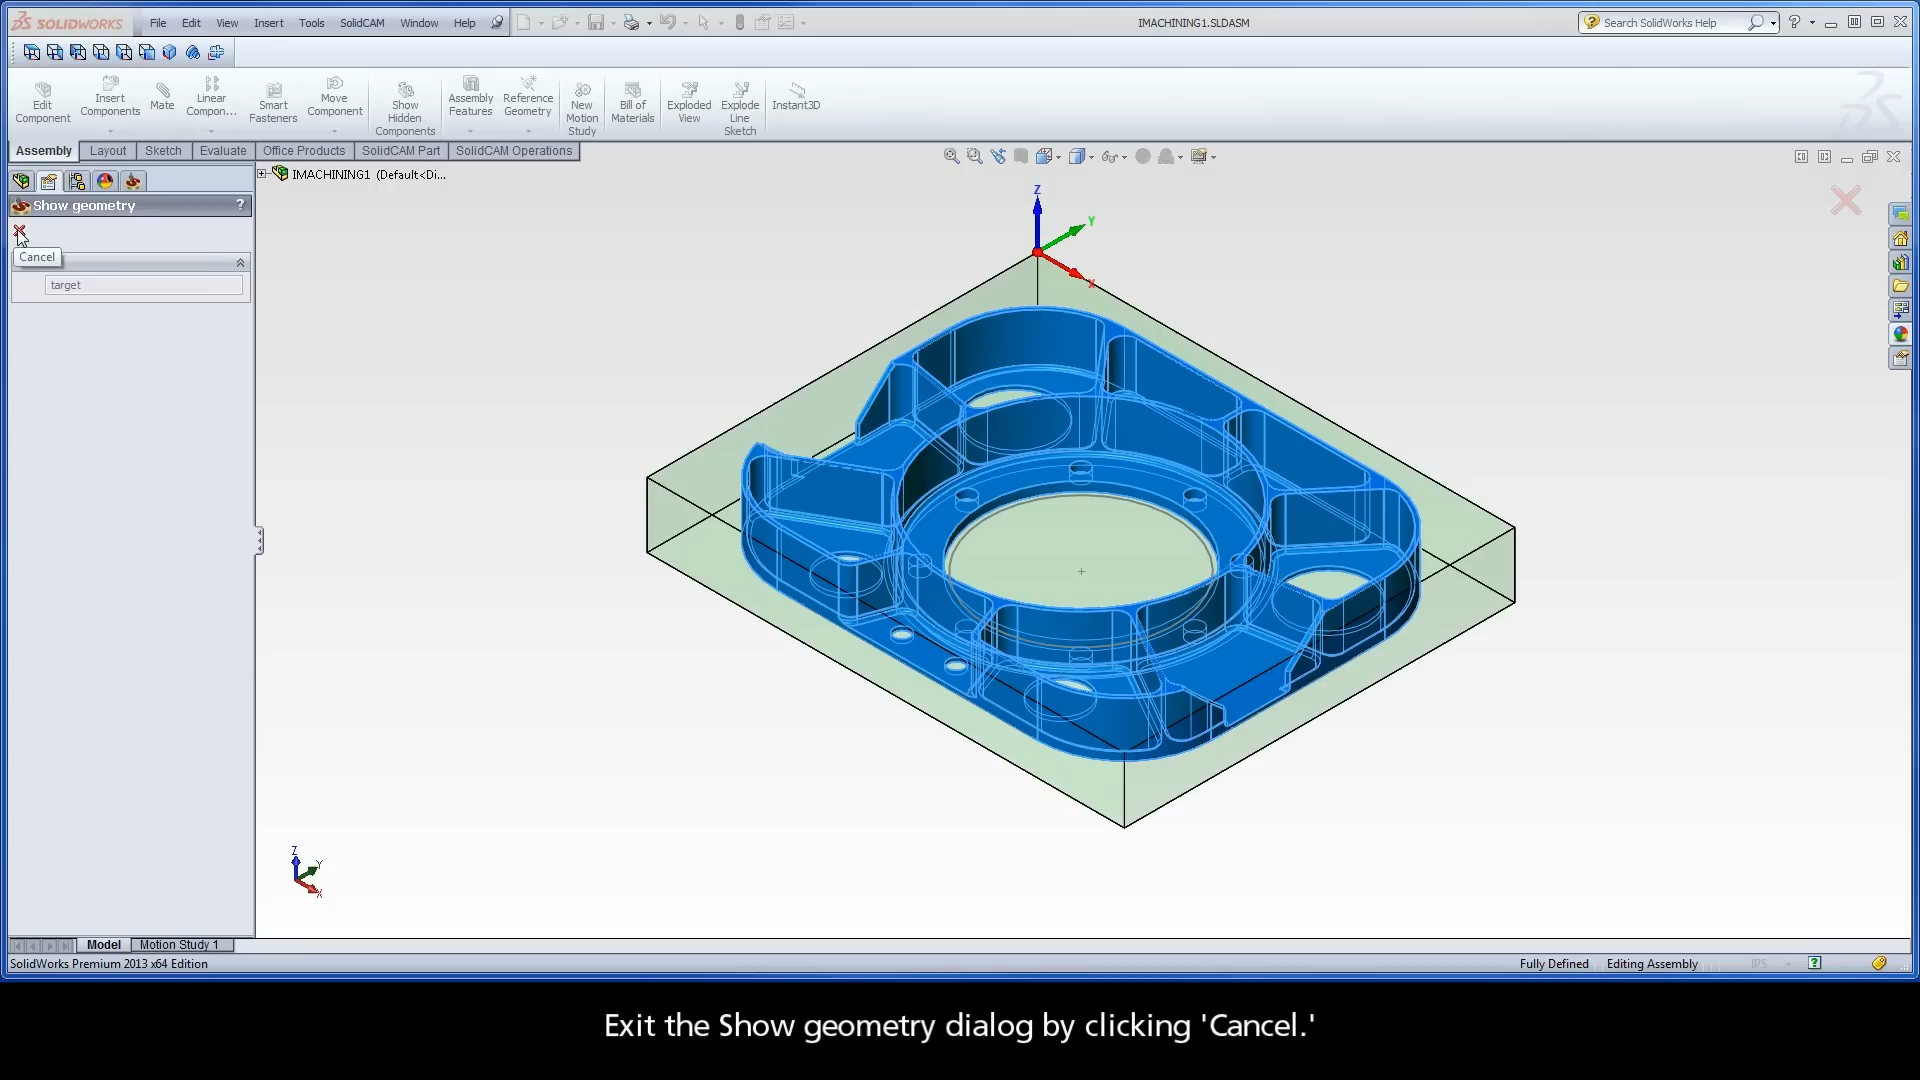 SOLIDWORKS File Edit View Insert Tools SolidCAM Window Help IMACHINING1.SLDASM Search SolidWorks Help ?
Edit Component
Insert Components
Mate
Linear Compon...
Smart Fasteners
Move Component
Show Hidden Components
Assembly Features
Reference Geometry
New Motion Study
Bill of Materials
Exploded View
Explode Line Sketch
Instant3D
Assembly Layout Sketch Evaluate Office Products SolidCAM Part SolidCAM Operations
IMACHINING1 (Default<Di...
Show geometry ?
Cancel
target
Z
Y
X
Z
Y
X
Model Motion Study 1
SolidWorks Premium 2013 x64 Edition Fully Defined Editing Assembly IPS ?
Exit the Show geometry dialog by clicking 'Cancel.'